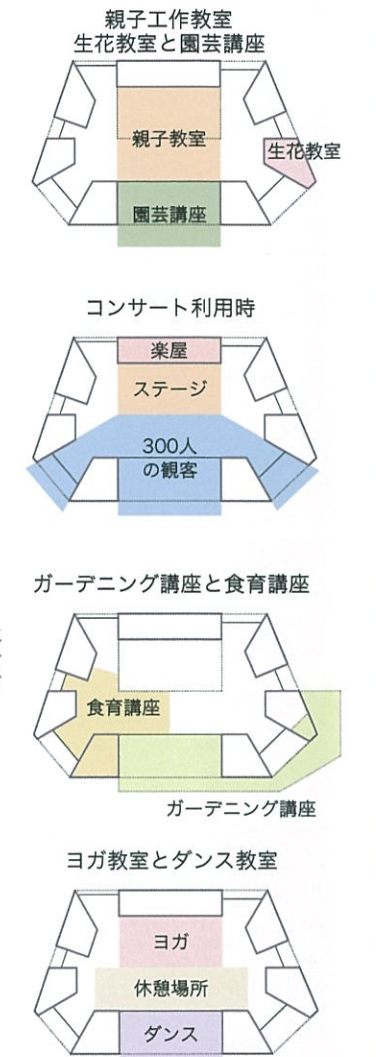 親子工作教室
生花教室と園芸講座
親子教室
生花教室
園芸講座
コンサート利用時
楽屋
ステージ
300人
の観客
ガーデニング講座と食育講座
食育講座
ガーデニング講座
ヨガ教室とダンス教室
ヨガ
休憩場所
ダンス